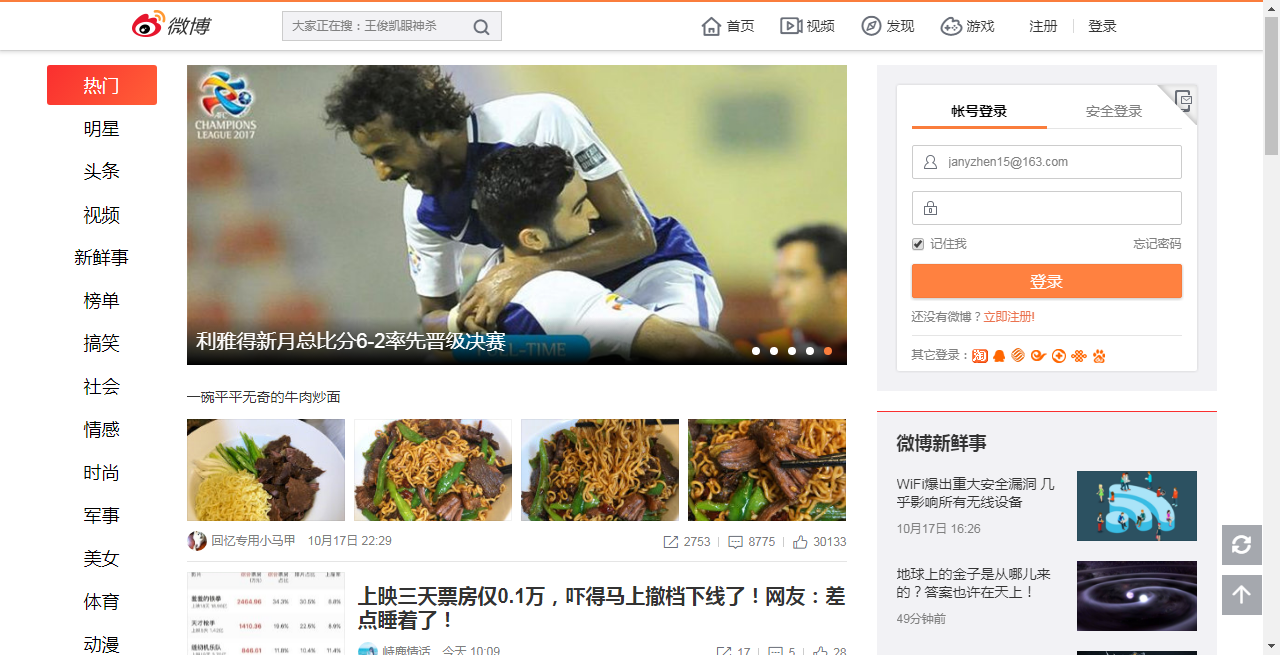 微博
大家正在搜：王俊凯眼神杀
首页 视频 发现 游戏 注册 登录
热门
明星
头条
视频
新鲜事
榜单
搞笑
社会
情感
时尚
军事
美女
体育
动漫
AFC
CHAMPIONS
LEAGUE 2017
利雅得新月总比分6-2率先晋级决赛
一碗平平无奇的牛肉炒面
回忆专用小马甲 10月17日 22:29
2753 8775 30133
上映三天票房仅0.1万，吓得马上撤档下线了！网友：差
点睡着了！
今天 10:09
17 5 28
帐号登录 安全登录
janyzhen15@163.com
记住我 忘记密码
登录
还没有微博？立即注册!
其它登录：
微博新鲜事
WiFi爆出重大安全漏洞 几
乎影响所有无线设备
10月17日 16:26
地球上的金子是从哪儿来
的？答案也许在天上！
49分钟前